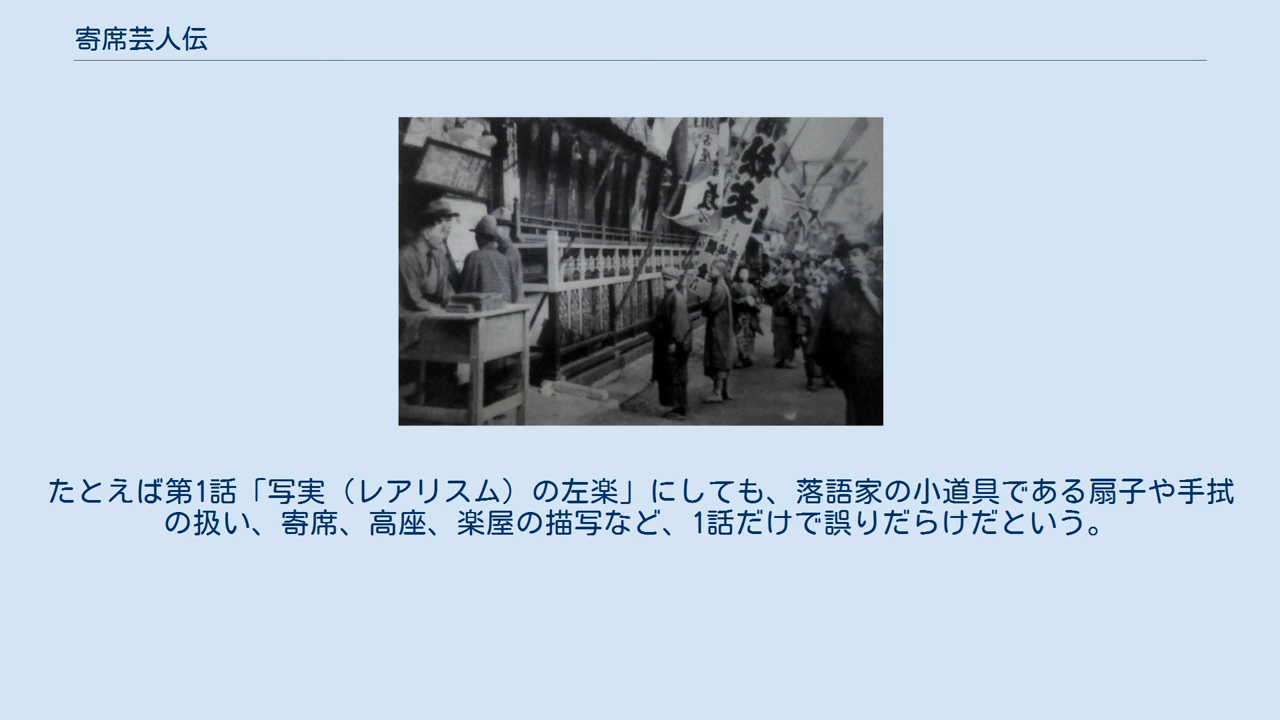 寄席芸人伝
たとえば第1話「写実（レアリスム）の左楽」にしても、落語家の小道具である扇子や手拭
の扱い、寄席、高座、楽屋の描写など、1話だけで誤りだらけだという。